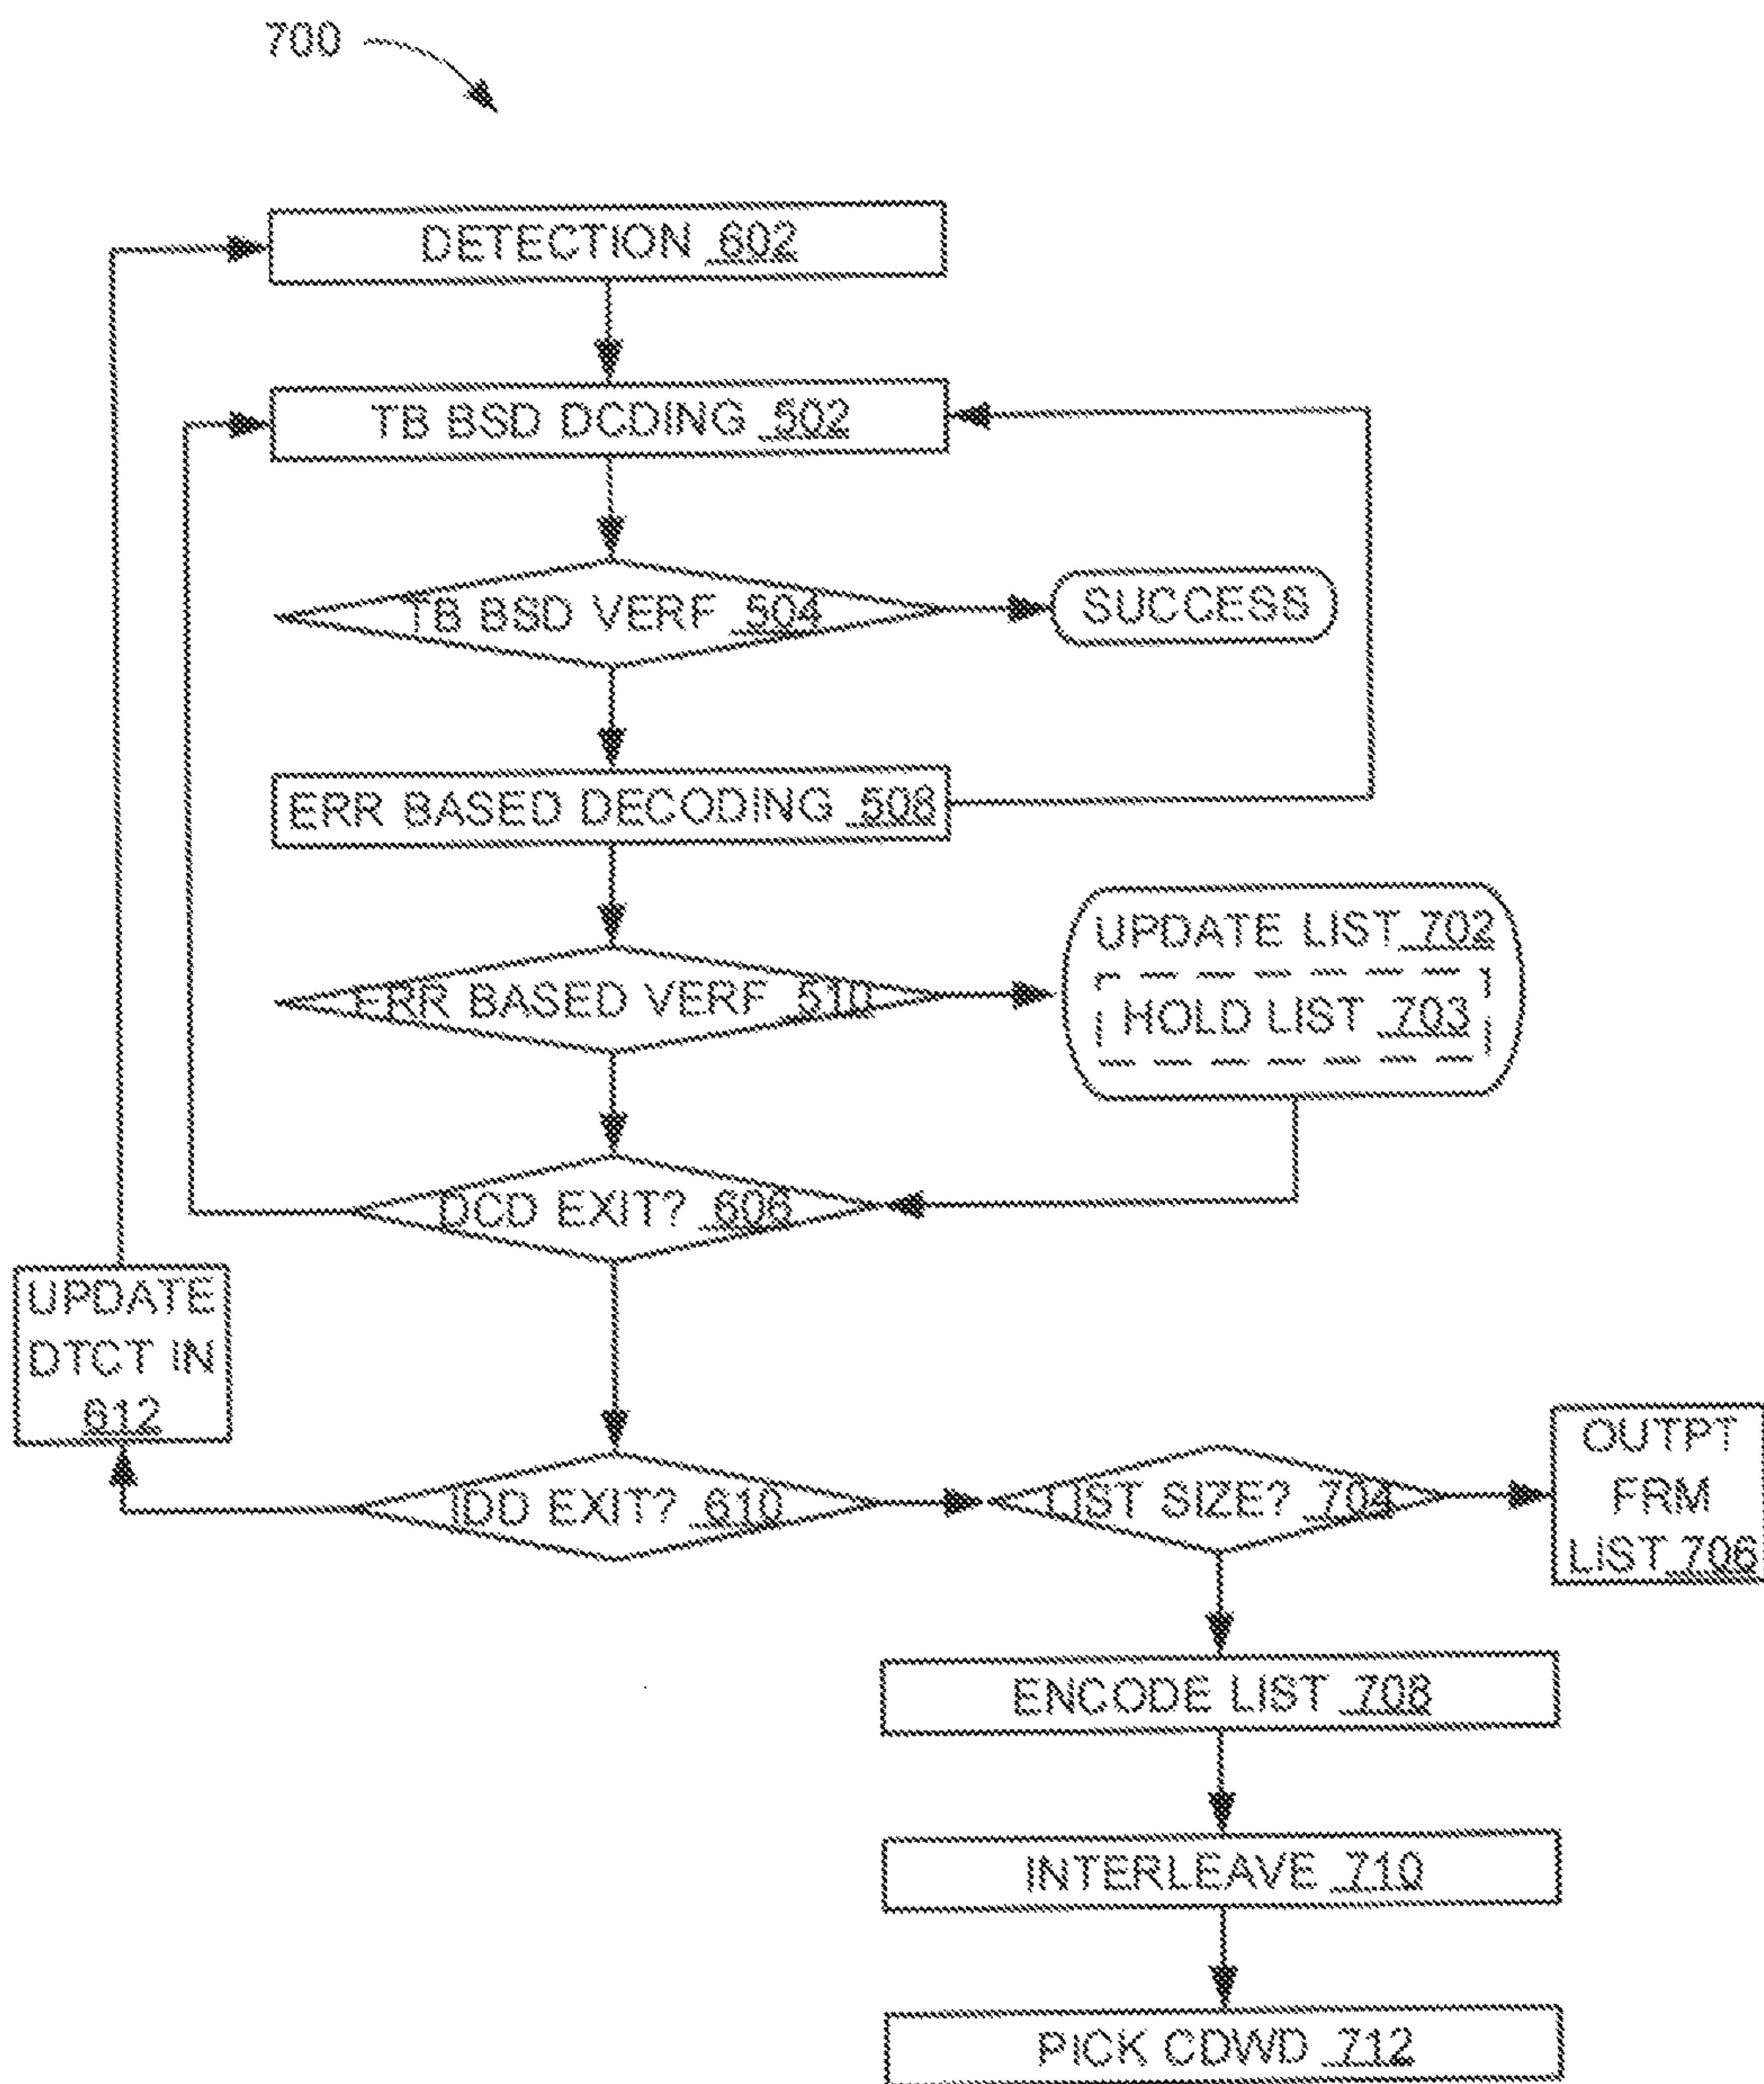 700
DETECTION 602
TB BSD DCDING 502
TB BSD VERF 504
SUCCESS
ERR BASED DECODING 508
ERR BASED VERF 510
UPDATE LIST 702
HOLD LIST 703
DCD EXIT? 606
UPDATE
DTCT IN
612
IDD EXIT? 610
LIST SIZE? 704
OUTPT
FRM
LIST 706
ENCODE LIST 708
INTERLEAVE 710
PICK CDWD 712